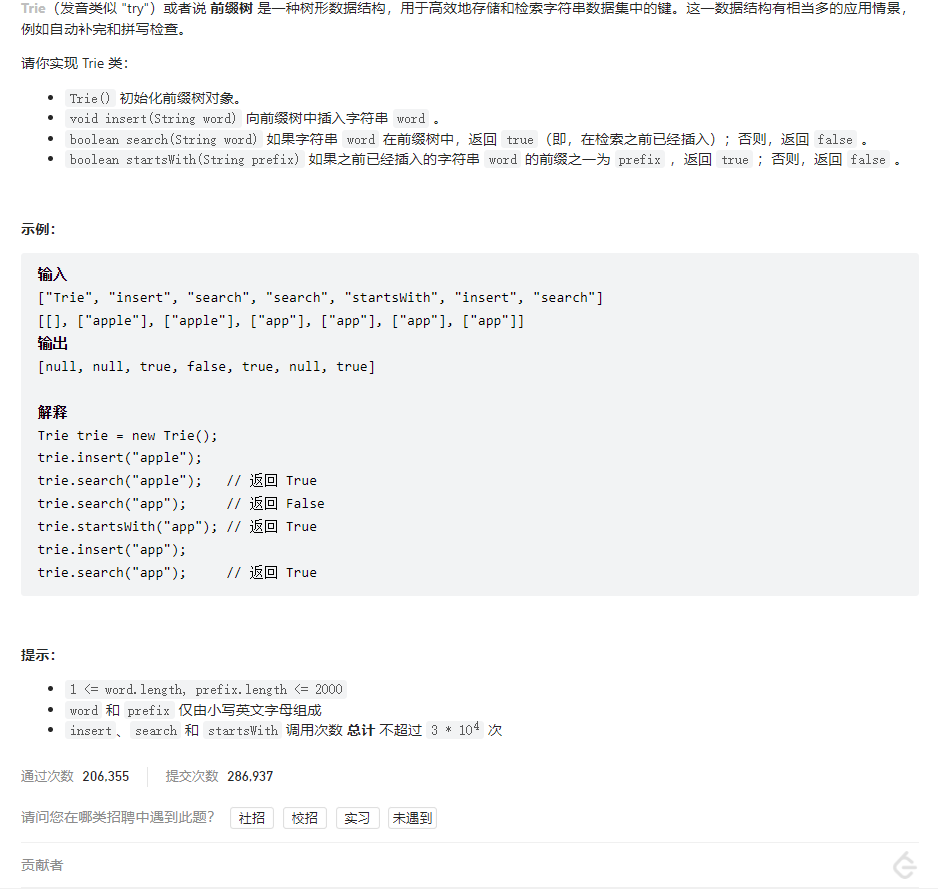 Trie（发音类似 "try"）或者说 前缀树 是一种树形数据结构，用于高效地存储和检索字符串数据集中的键。这一数据结构有相当多的应用情景，
例如自动补完和拼写检查。
请你实现 Trie 类：
Trie() 初始化前缀树对象。
void insert(String word) 向前缀树中插入字符串 word 。
boolean search(String word) 如果字符串 word 在前缀树中，返回 true（即，在检索之前已经插入）；否则，返回 false 。
boolean startsWith(String prefix) 如果之前已经插入的字符串 word 的前缀之一为 prefix ，返回 true ；否则，返回 false 。
示例：
输入
["Trie", "insert", "search", "search", "startsWith", "insert", "search"]
[[], ["apple"], ["apple"], ["app"], ["app"], ["app"], ["app"]]
输出
[null, null, true, false, true, null, true]
解释
Trie trie = new Trie();
trie.insert("apple");
trie.search("apple");   // 返回 True
trie.search("app");     // 返回 False
trie.startsWith("app"); // 返回 True
trie.insert("app");
trie.search("app");     // 返回 True
提示：
1 <= word.length, prefix.length <= 2000
word 和 prefix 仅由小写英文字母组成
insert、search 和 startsWith 调用次数 总计 不超过 3 * 10⁴ 次
通过次数 206,355 提交次数 286,937
请问您在哪类招聘中遇到此题？ 社招 校招 实习 未遇到
贡献者